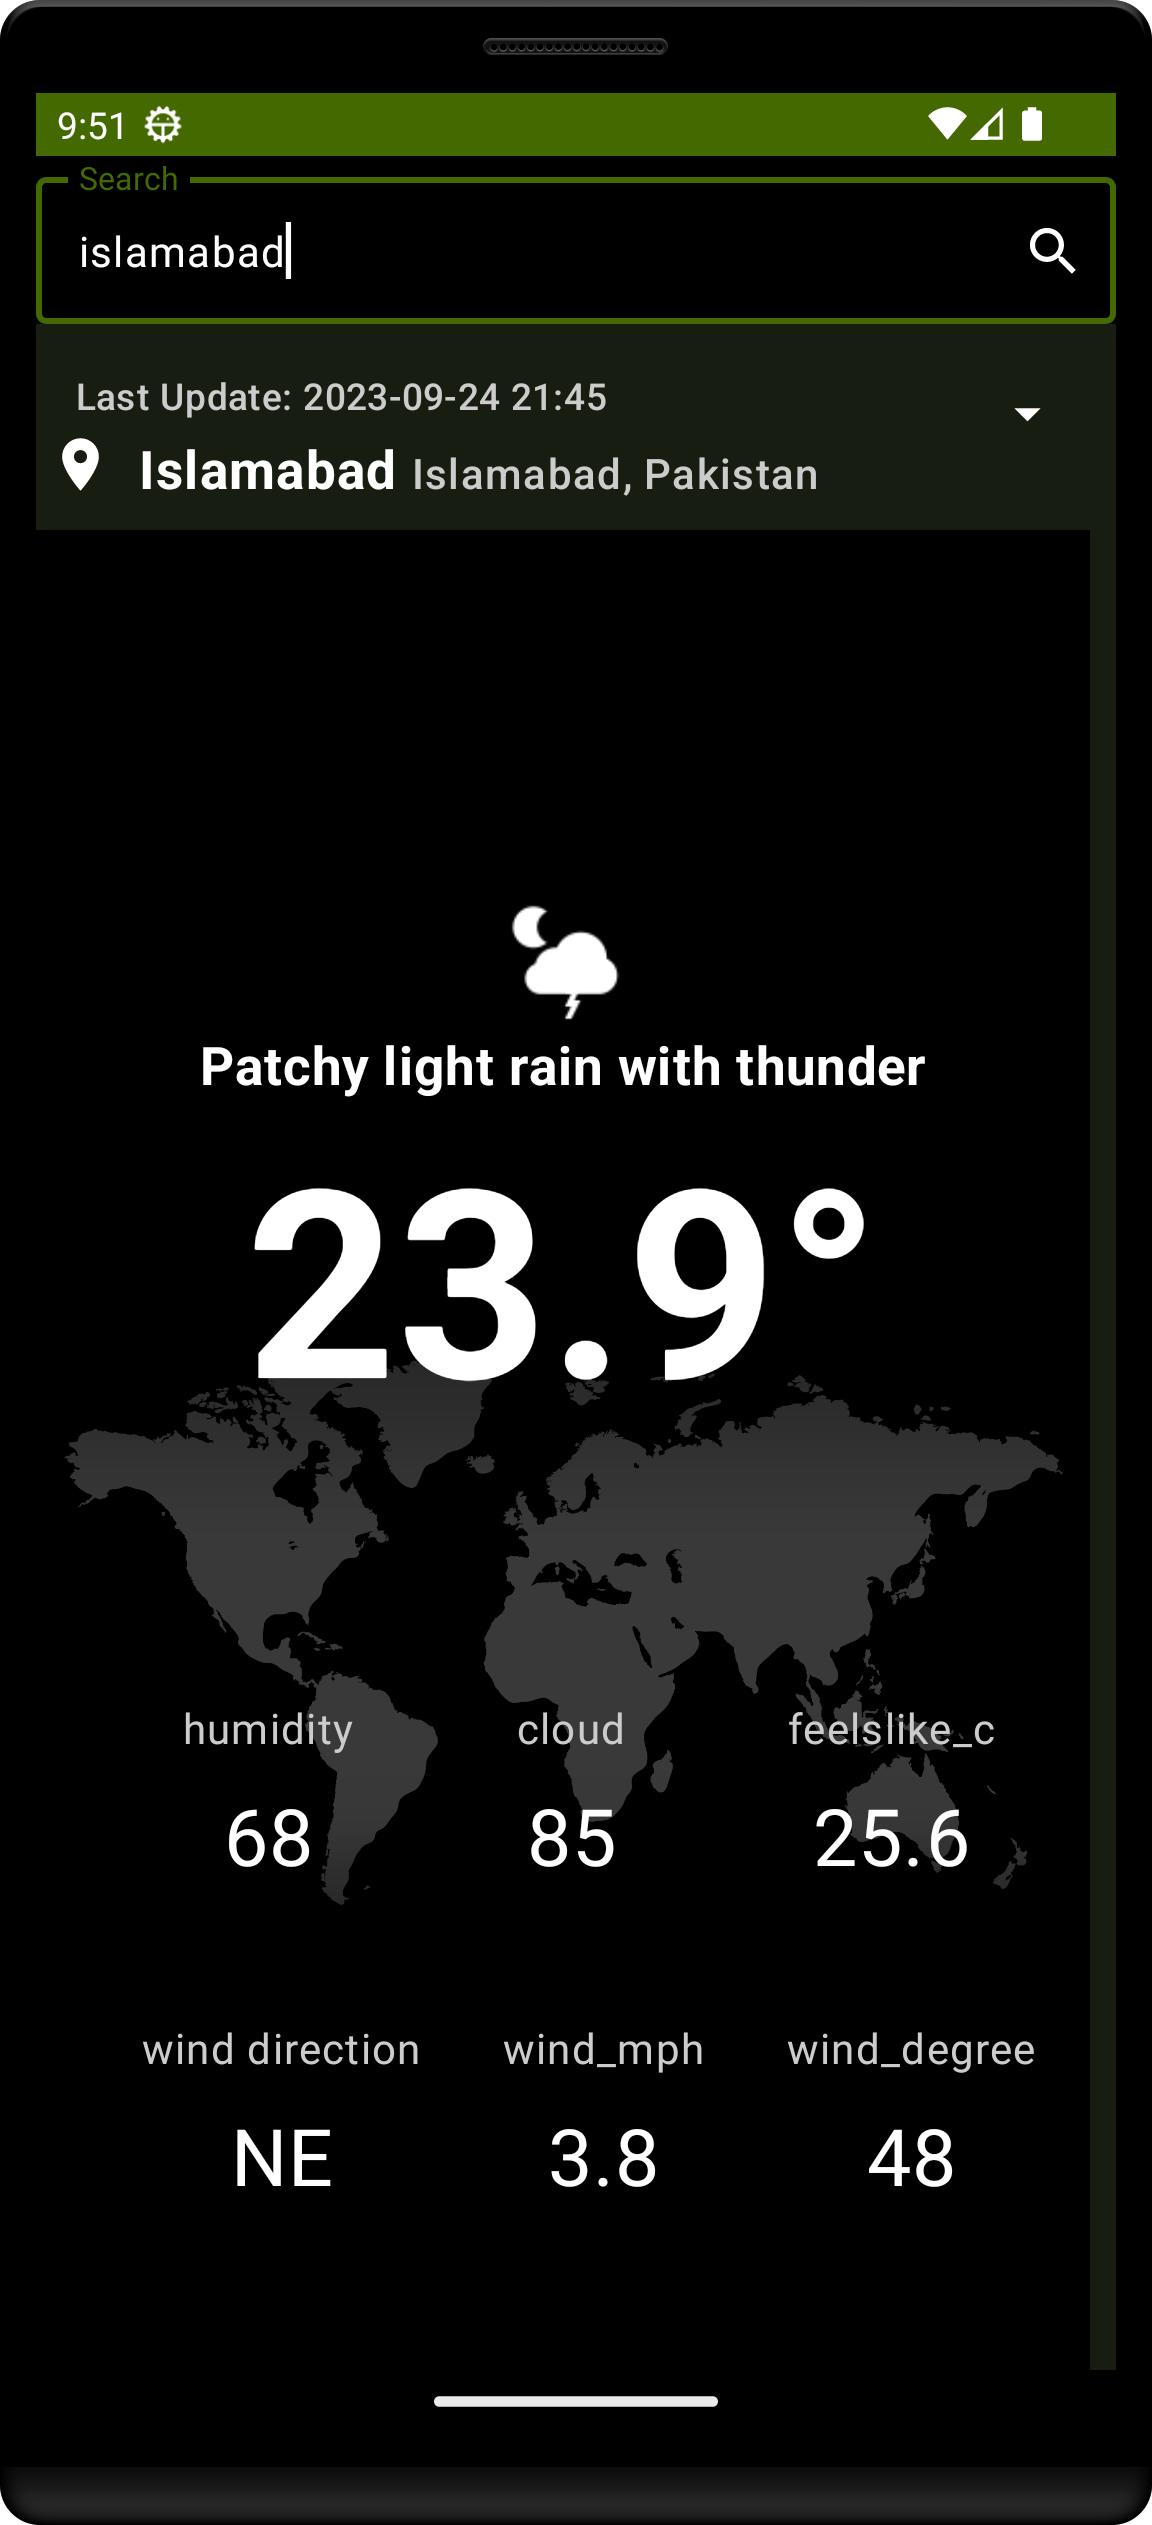 9:51
Search
islamabad
Last Update: 2023-09-24 21:45
Islamabad Islamabad, Pakistan
Patchy light rain with thunder
23.9°
humidity cloud feelslike_c
68 85 25.6
wind direction wind_mph wind_degree
NE 3.8 48